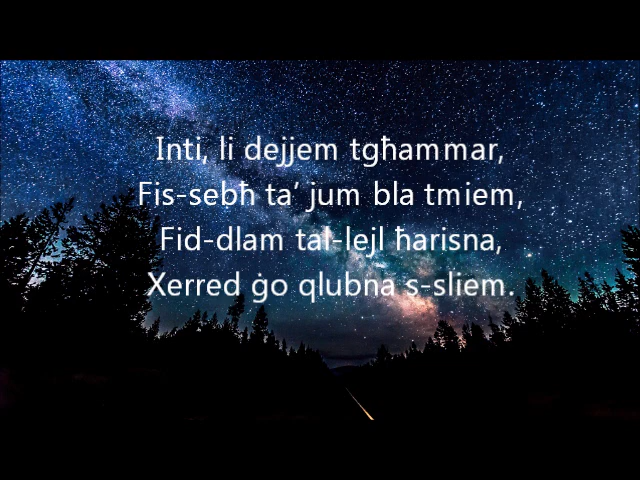 Inti, li dejjem tgħammar,
Fis-sebħ ta’ jum bla tmiem,
Fid-dlam tal-lejl ħarisna,
Xerred ġo qlubna s-sliem.